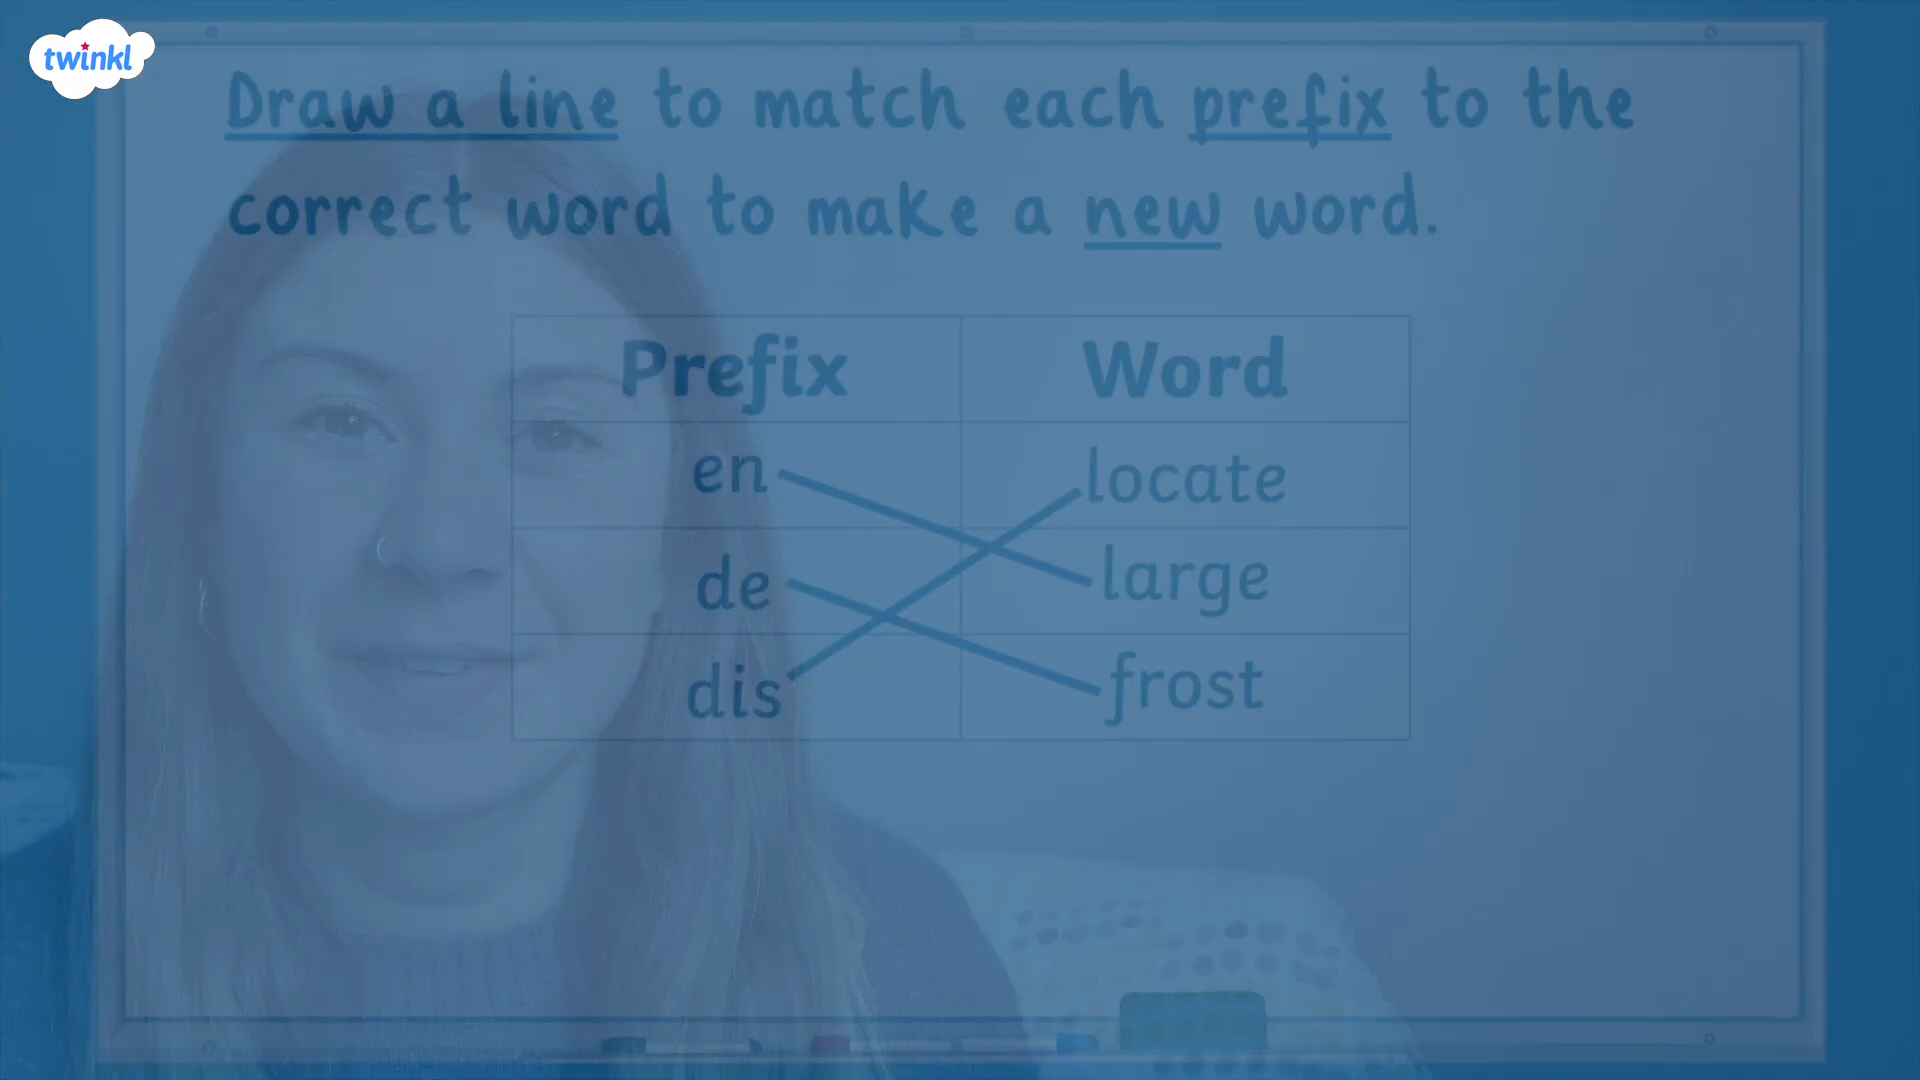 twinkl
Draw a line to match each prefix to the
correct word to make a new word.
Prefix Word
en locate
de large
dis frost